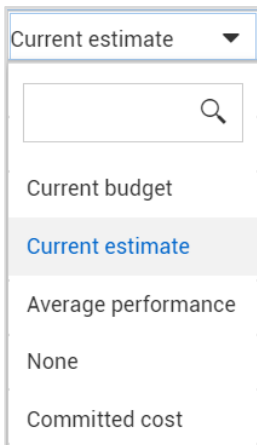 Current estimate
Current budget
Current estimate
Average performance
None
Committed cost